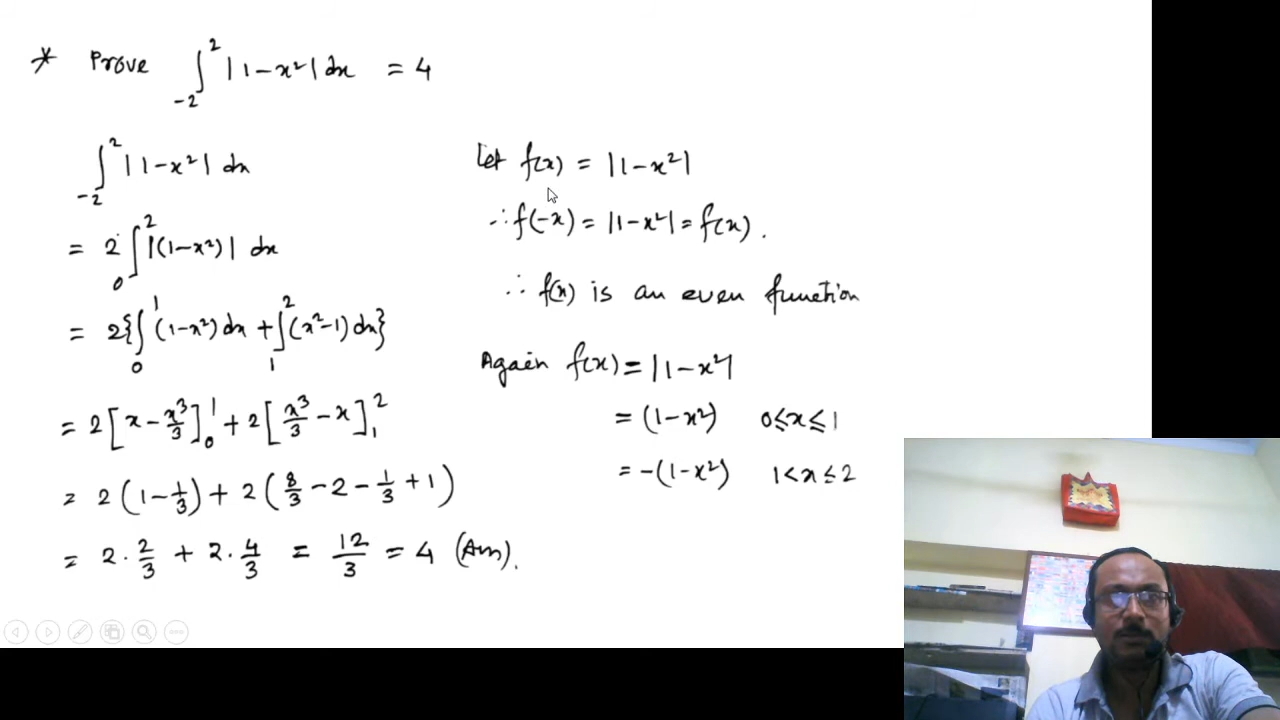 * Prove ∫_{-2}^{2} |1-x²| dx = 4
∫_{-2}^{2} |1-x²| dx
= 2 ∫_{0}^{2} |(1-x²)| dx
= 2{∫_{0}^{1} (1-x²) dx + ∫_{1}^{2} (x²-1) dx}
= 2 [x - x³/3]_{0}^{1} + 2 [x³/3 - x]_{1}^{2}
= 2 (1 - 1/3) + 2 (8/3 - 2 - 1/3 + 1)
= 2 · 2/3 + 2 · 4/3 = 12/3 = 4 (Ans).
Let f(x) = |1-x²|
∴ f(-x) = |1-x²| = f(x).
∴ f(x) is an even function
Again f(x) = |1-x²|
= (1-x²) 0≤x≤1
= -(1-x²) 1<x≤2